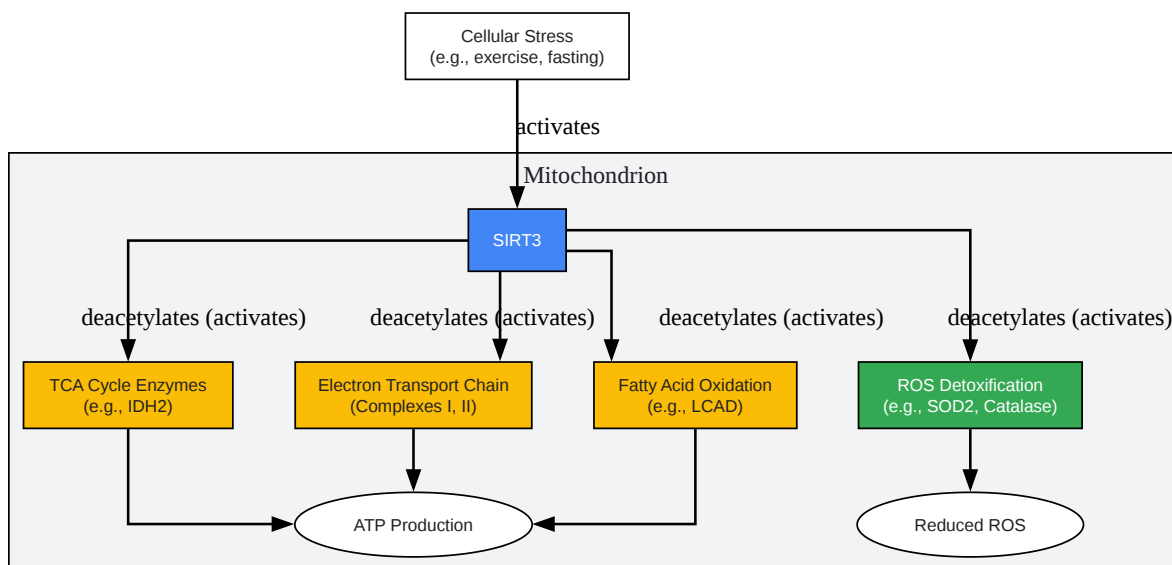 Cellular Stress
(e.g., exercise, fasting)
activates
Mitochondrion
SIRT3
deacetylates (activates)
deacetylates (activates)
deacetylates (activates)
deacetylates (activates)
TCA Cycle Enzymes
(e.g., IDH2)
Electron Transport Chain
(Complexes I, II)
Fatty Acid Oxidation
(e.g., LCAD)
ROS Detoxification
(e.g., SOD2, Catalase)
ATP Production
Reduced ROS